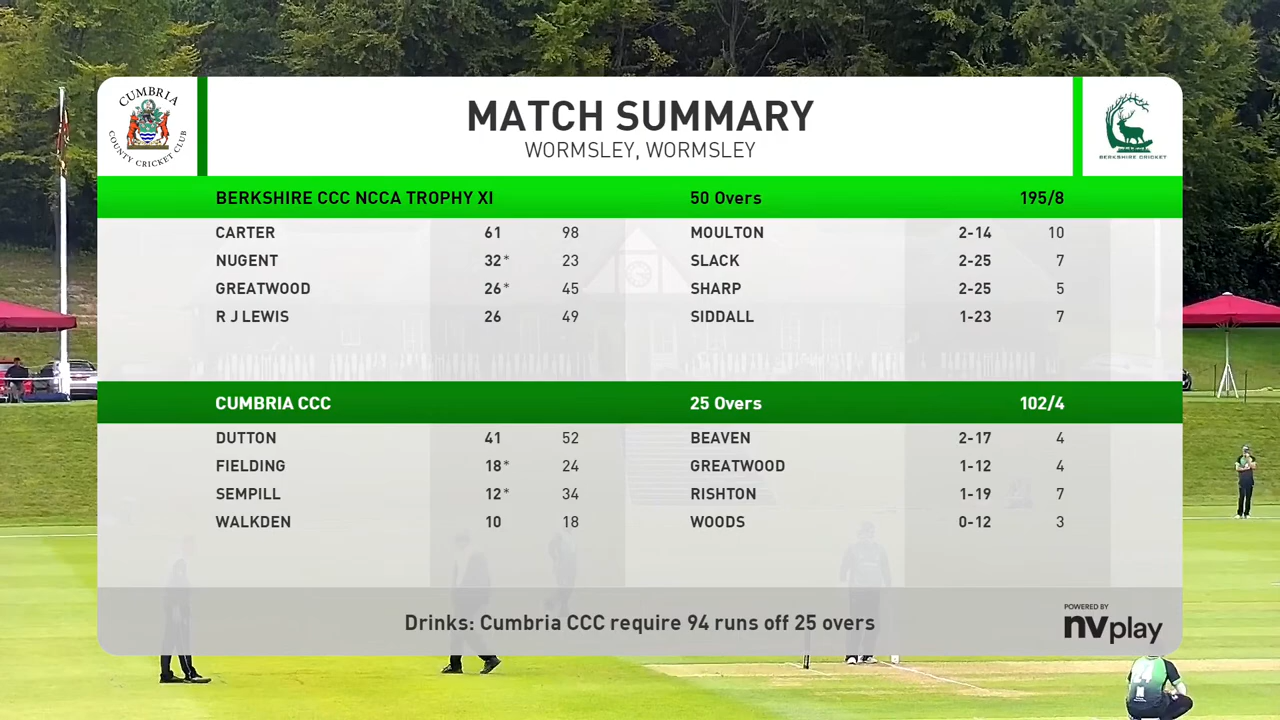 CUMBRIA
COUNTY CRICKET CLUB
MATCH SUMMARY
WORMSLEY, WORMSLEY
BERKSHIRE CRICKET
BERKSHIRE CCC NCCA TROPHY XI 50 Overs 195/8
CARTER 61 98 MOULTON 2-14 10
NUGENT 32* 23 SLACK 2-25 7
GREATWOOD 26* 45 SHARP 2-25 5
R J LEWIS 26 49 SIDDALL 1-23 7
CUMBRIA CCC 25 Overs 102/4
DUTTON 41 52 BEAVEN 2-17 4
FIELDING 18* 24 GREATWOOD 1-12 4
SEMPILL 12* 34 RISHTON 1-19 7
WALKDEN 10 18 WOODS 0-12 3
Drinks: Cumbria CCC require 94 runs off 25 overs
POWERED BY
nvplay